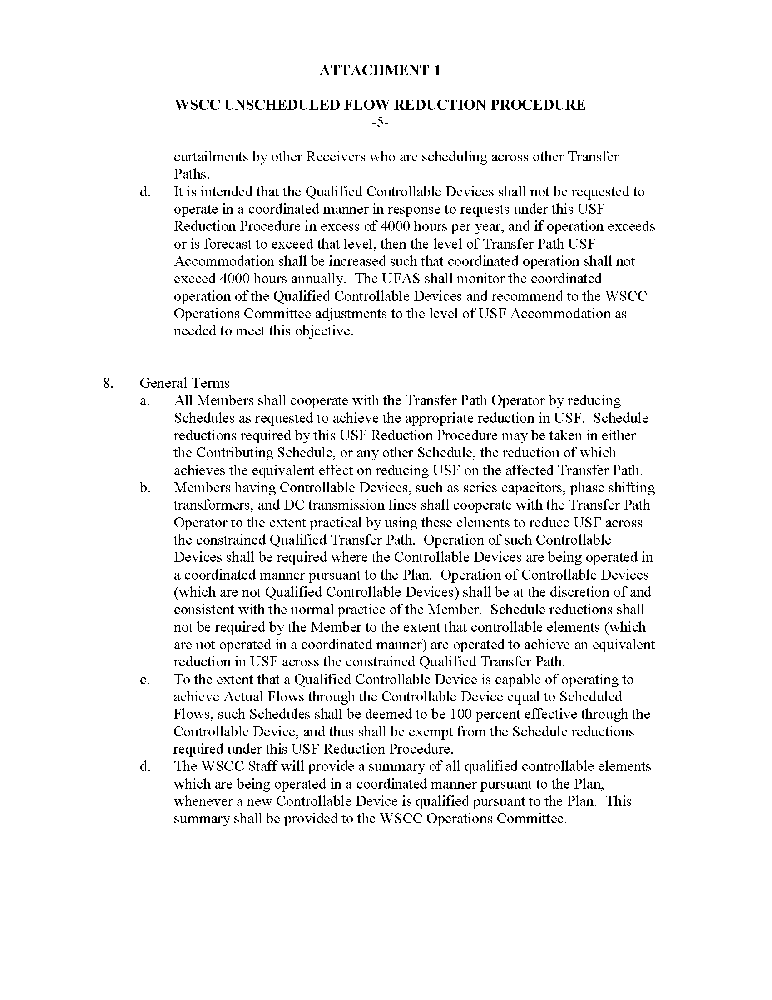 ATTACHMENT 1
WSCC UNSCHEDULED FLOW REDUCTION PROCEDURE
-5-
curtailments by other Receivers who are scheduling across other Transfer
Paths.
d. It is intended that the Qualified Controllable Devices shall not be requested to
operate in a coordinated manner in response to requests under this USF
Reduction Procedure in excess of 4000 hours per year, and if operation exceeds
or is forecast to exceed that level, then the level of Transfer Path USF
Accommodation shall be increased such that coordinated operation shall not
exceed 4000 hours annually.  The UFAS shall monitor the coordinated
operation of the Qualified Controllable Devices and recommend to the WSCC
Operations Committee adjustments to the level of USF Accommodation as
needed to meet this objective.
8. General Terms
a. All Members shall cooperate with the Transfer Path Operator by reducing
Schedules as requested to achieve the appropriate reduction in USF.  Schedule
reductions required by this USF Reduction Procedure may be taken in either
the Contributing Schedule, or any other Schedule, the reduction of which
achieves the equivalent effect on reducing USF on the affected Transfer Path.
b. Members having Controllable Devices, such as series capacitors, phase shifting
transformers, and DC transmission lines shall cooperate with the Transfer Path
Operator to the extent practical by using these elements to reduce USF across
the constrained Qualified Transfer Path.  Operation of such Controllable
Devices shall be required where the Controllable Devices are being operated in
a coordinated manner pursuant to the Plan.  Operation of Controllable Devices
(which are not Qualified Controllable Devices) shall be at the discretion of and
consistent with the normal practice of the Member.  Schedule reductions shall
not be required by the Member to the extent that controllable elements (which
are not operated in a coordinated manner) are operated to achieve an equivalent
reduction in USF across the constrained Qualified Transfer Path.
c. To the extent that a Qualified Controllable Device is capable of operating to
achieve Actual Flows through the Controllable Device equal to Scheduled
Flows, such Schedules shall be deemed to be 100 percent effective through the
Controllable Device, and thus shall be exempt from the Schedule reductions
required under this USF Reduction Procedure.
d. The WSCC Staff will provide a summary of all qualified controllable elements
which are being operated in a coordinated manner pursuant to the Plan,
whenever a new Controllable Device is qualified pursuant to the Plan.  This
summary shall be provided to the WSCC Operations Committee.